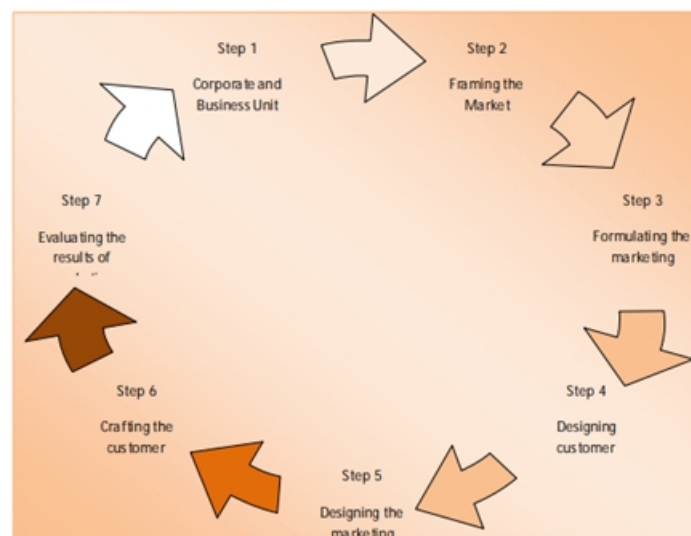 Step 1
Corporate and
Business Unit
Step 2
Framing the
Market
Step 3
Formulating the
marketing
Step 4
Designing
customer
Step 5
Designing the
marketing
Step 6
Crafting the
customer
Step 7
Evaluating the
results of